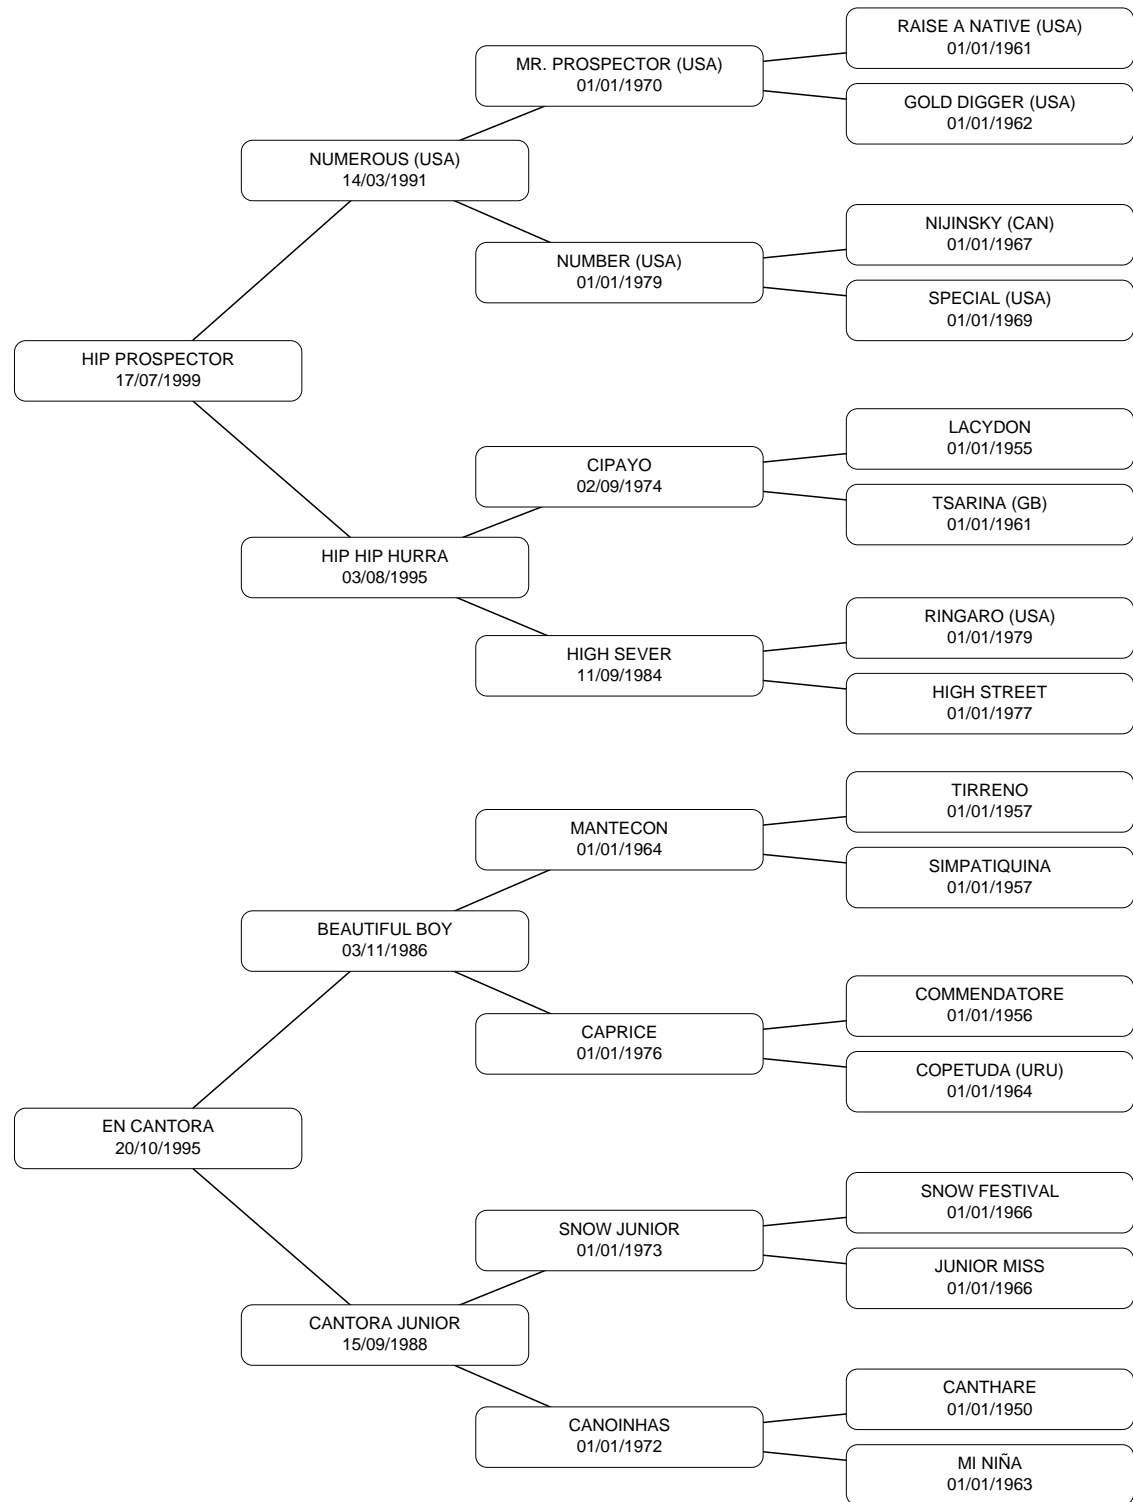 RAISE A NATIVE (USA)
01/01/1961
MR. PROSPECTOR (USA)
01/01/1970
GOLD DIGGER (USA)
01/01/1962
NUMEROUS (USA)
14/03/1991
NIJINSKY (CAN)
01/01/1967
NUMBER (USA)
01/01/1979
SPECIAL (USA)
01/01/1969
HIP PROSPECTOR
17/07/1999
LACYDON
01/01/1955
CIPAYO
02/09/1974
TSARINA (GB)
01/01/1961
HIP HIP HURRA
03/08/1995
RINGARO (USA)
01/01/1979
HIGH SEVER
11/09/1984
HIGH STREET
01/01/1977
TIRRENO
01/01/1957
MANTECON
01/01/1964
SIMPATIQUINA
01/01/1957
BEAUTIFUL BOY
03/11/1986
COMMENDATORE
01/01/1956
CAPRICE
01/01/1976
COPETUDA (URU)
01/01/1964
EN CANTORA
20/10/1995
SNOW FESTIVAL
01/01/1966
SNOW JUNIOR
01/01/1973
JUNIOR MISS
01/01/1966
CANTORA JUNIOR
15/09/1988
CANTHARE
01/01/1950
CANOINHAS
01/01/1972
MI NIÑA
01/01/1963